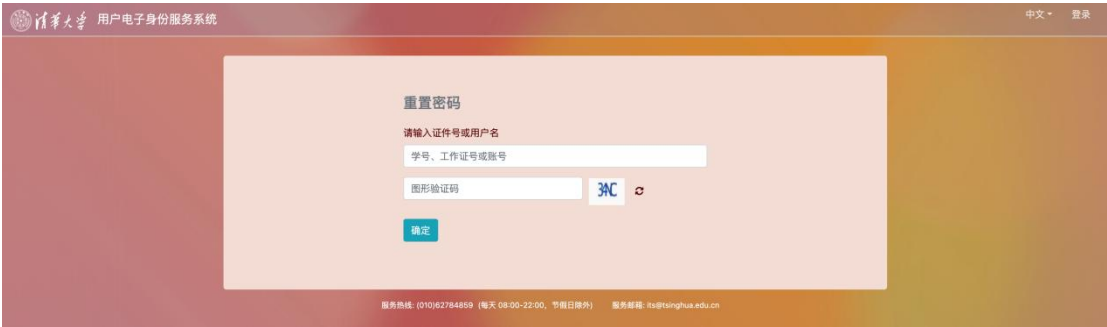 清华大学 用户电子身份服务系统
中文 登录
重置密码
请输入证件号或用户名
学号、工作证号或账号
图形验证码 3ANC
确定
服务热线: (010)62784859 (每天 08:00-22:00, 节假日除外) 服务邮箱: its@tsinghua.edu.cn